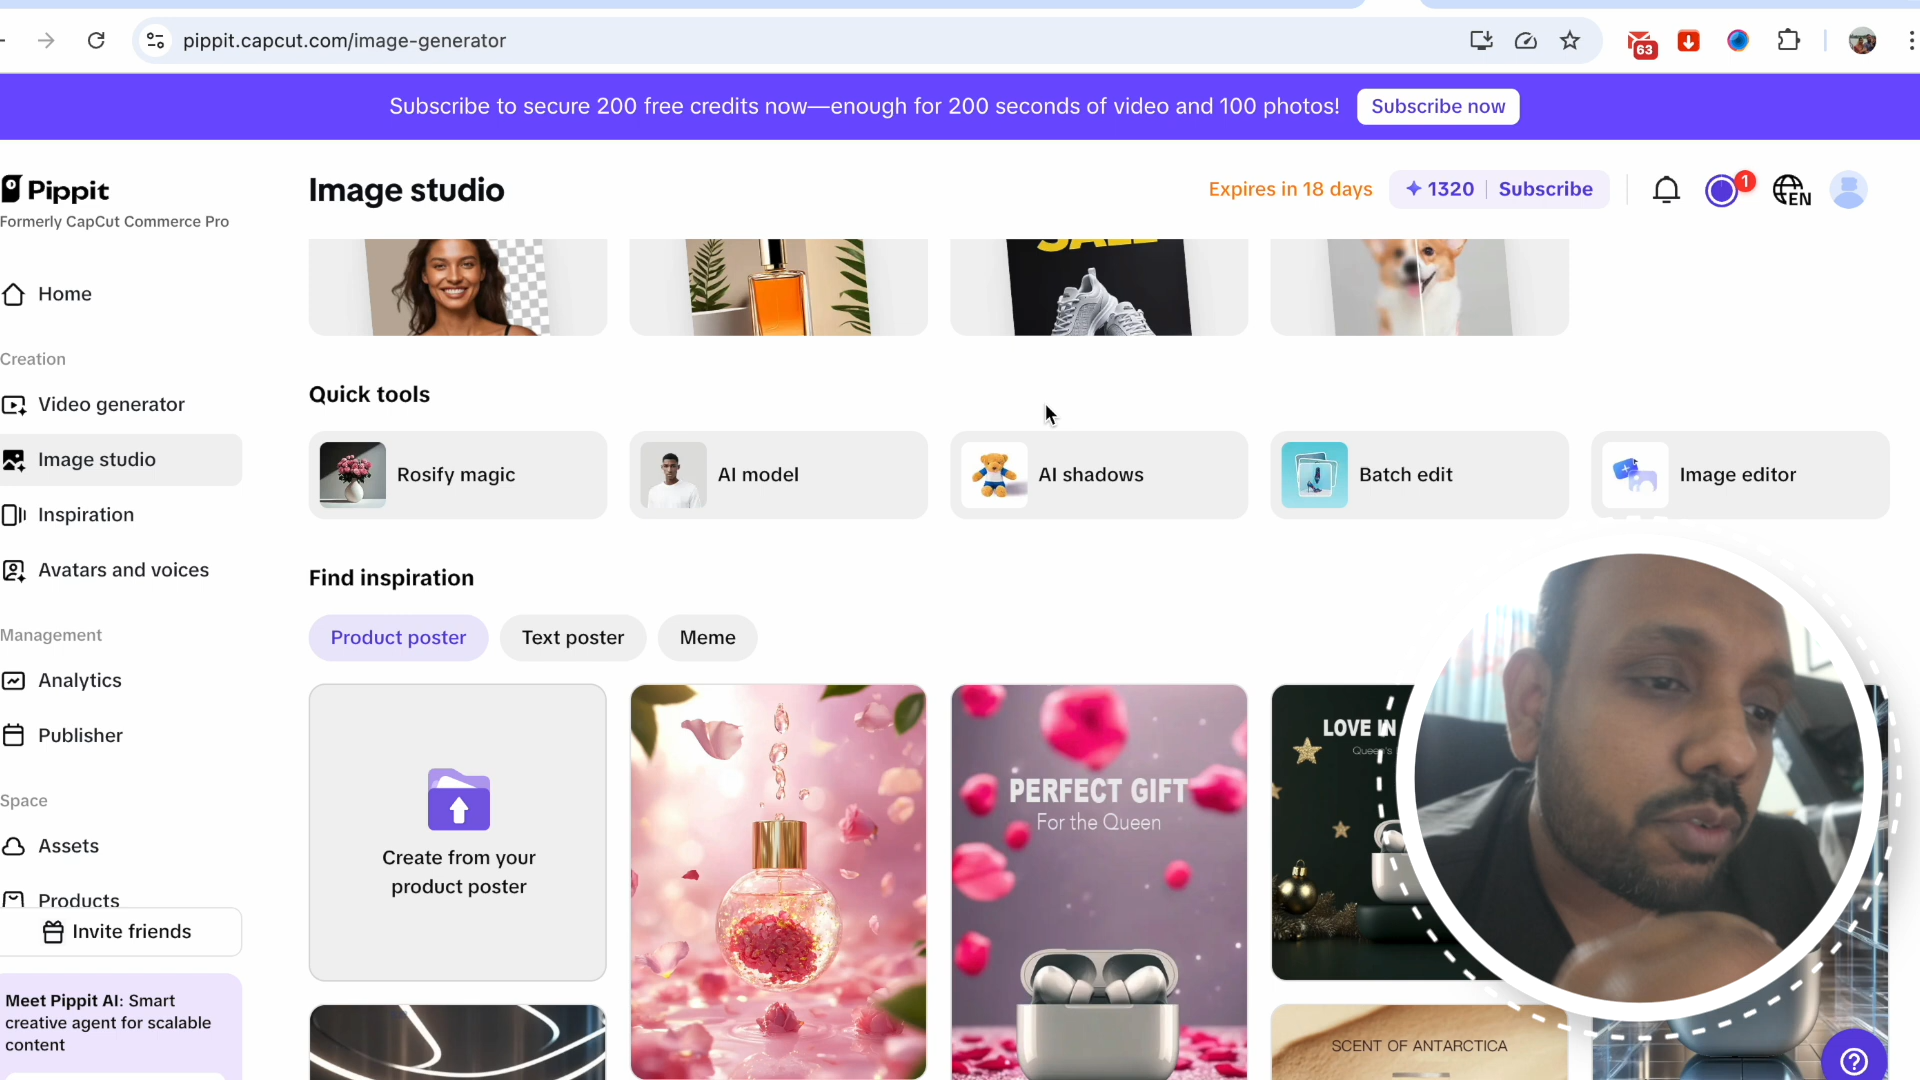 pippit.capcut.com/image-generator
63
Subscribe to secure 200 free credits now—enough for 200 seconds of video and 100 photos!
Subscribe now
Pippit
Formerly CapCut Commerce Pro
Image studio
Expires in 18 days
1320
Subscribe
1
EN
SALE
Home
Creation
Video generator
Image studio
Inspiration
Avatars and voices
Management
Analytics
Publisher
Space
Assets
Products
Invite friends
Meet Pippit AI: Smart
creative agent for scalable
content
Quick tools
Rosify magic
AI model
AI shadows
Batch edit
Image editor
Find inspiration
Product poster
Text poster
Meme
Create from your
product poster
PERFECT GIFT
For the Queen
LOVE IN
Queen's
SCENT OF ANTARCTICA